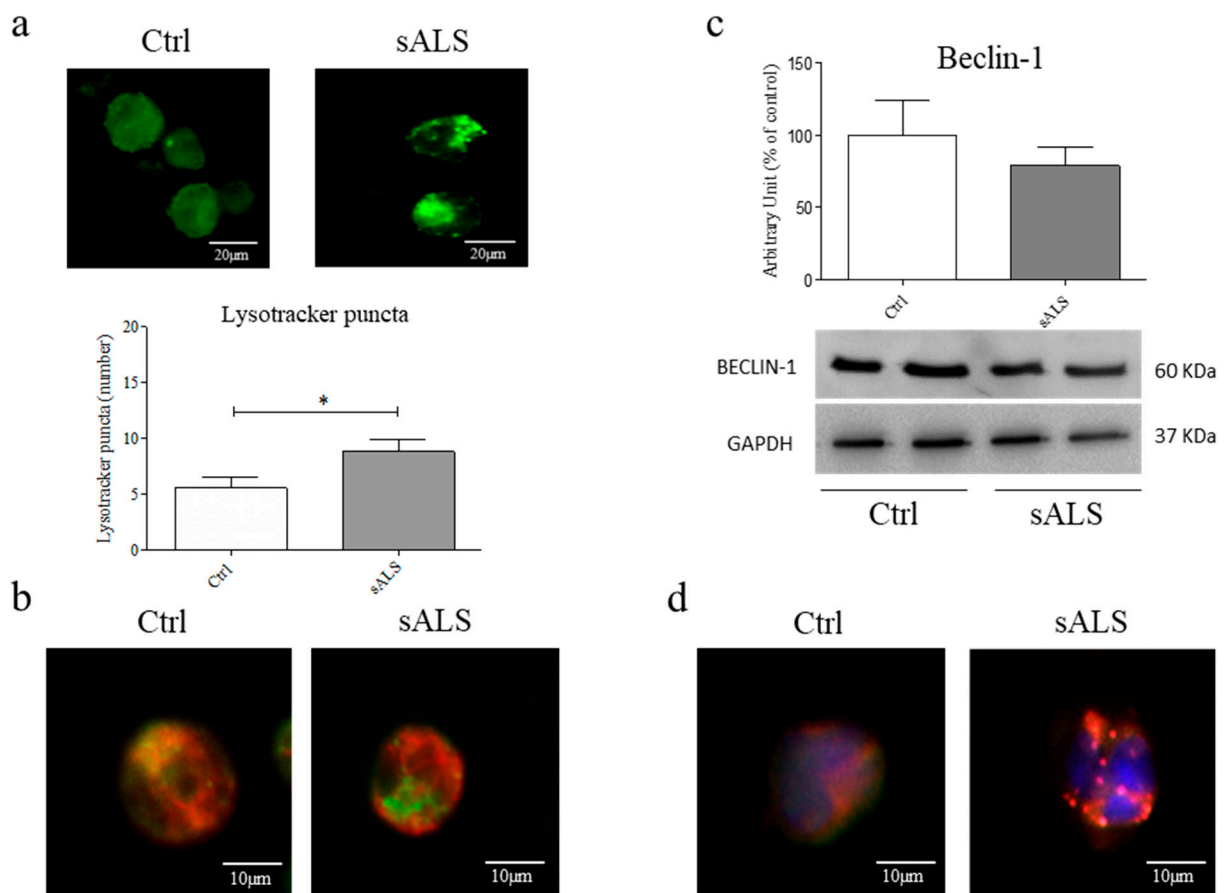 a
Ctrl
sALS
20µm
20µm
Lysotracker puncta
Lysotracker puncta (number)
20
15
10
5
0
*
Ctrl
sALS
b
Ctrl
sALS
10µm
10µm
c
Beclin-1
Arbitrary Unit (% of control)
150
100
50
0
Ctrl
sALS
BECLIN-1
60 KDa
GAPDH
37 KDa
Ctrl
sALS
d
Ctrl
sALS
10µm
10µm